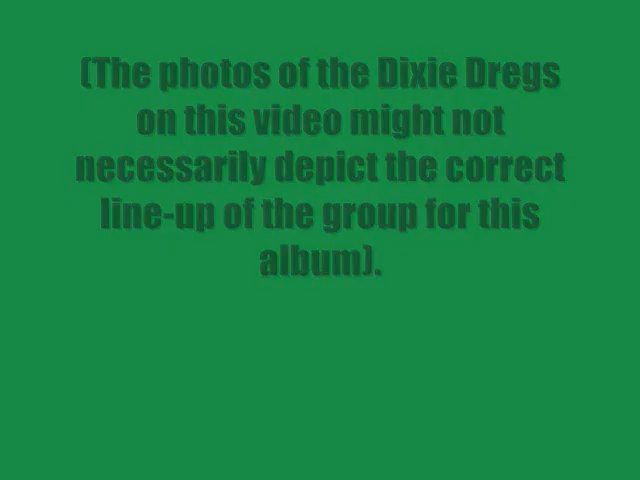 (The photos of the Dixie Dregs
on this video might not
necessarily depict the correct
line-up of the group for this
album).